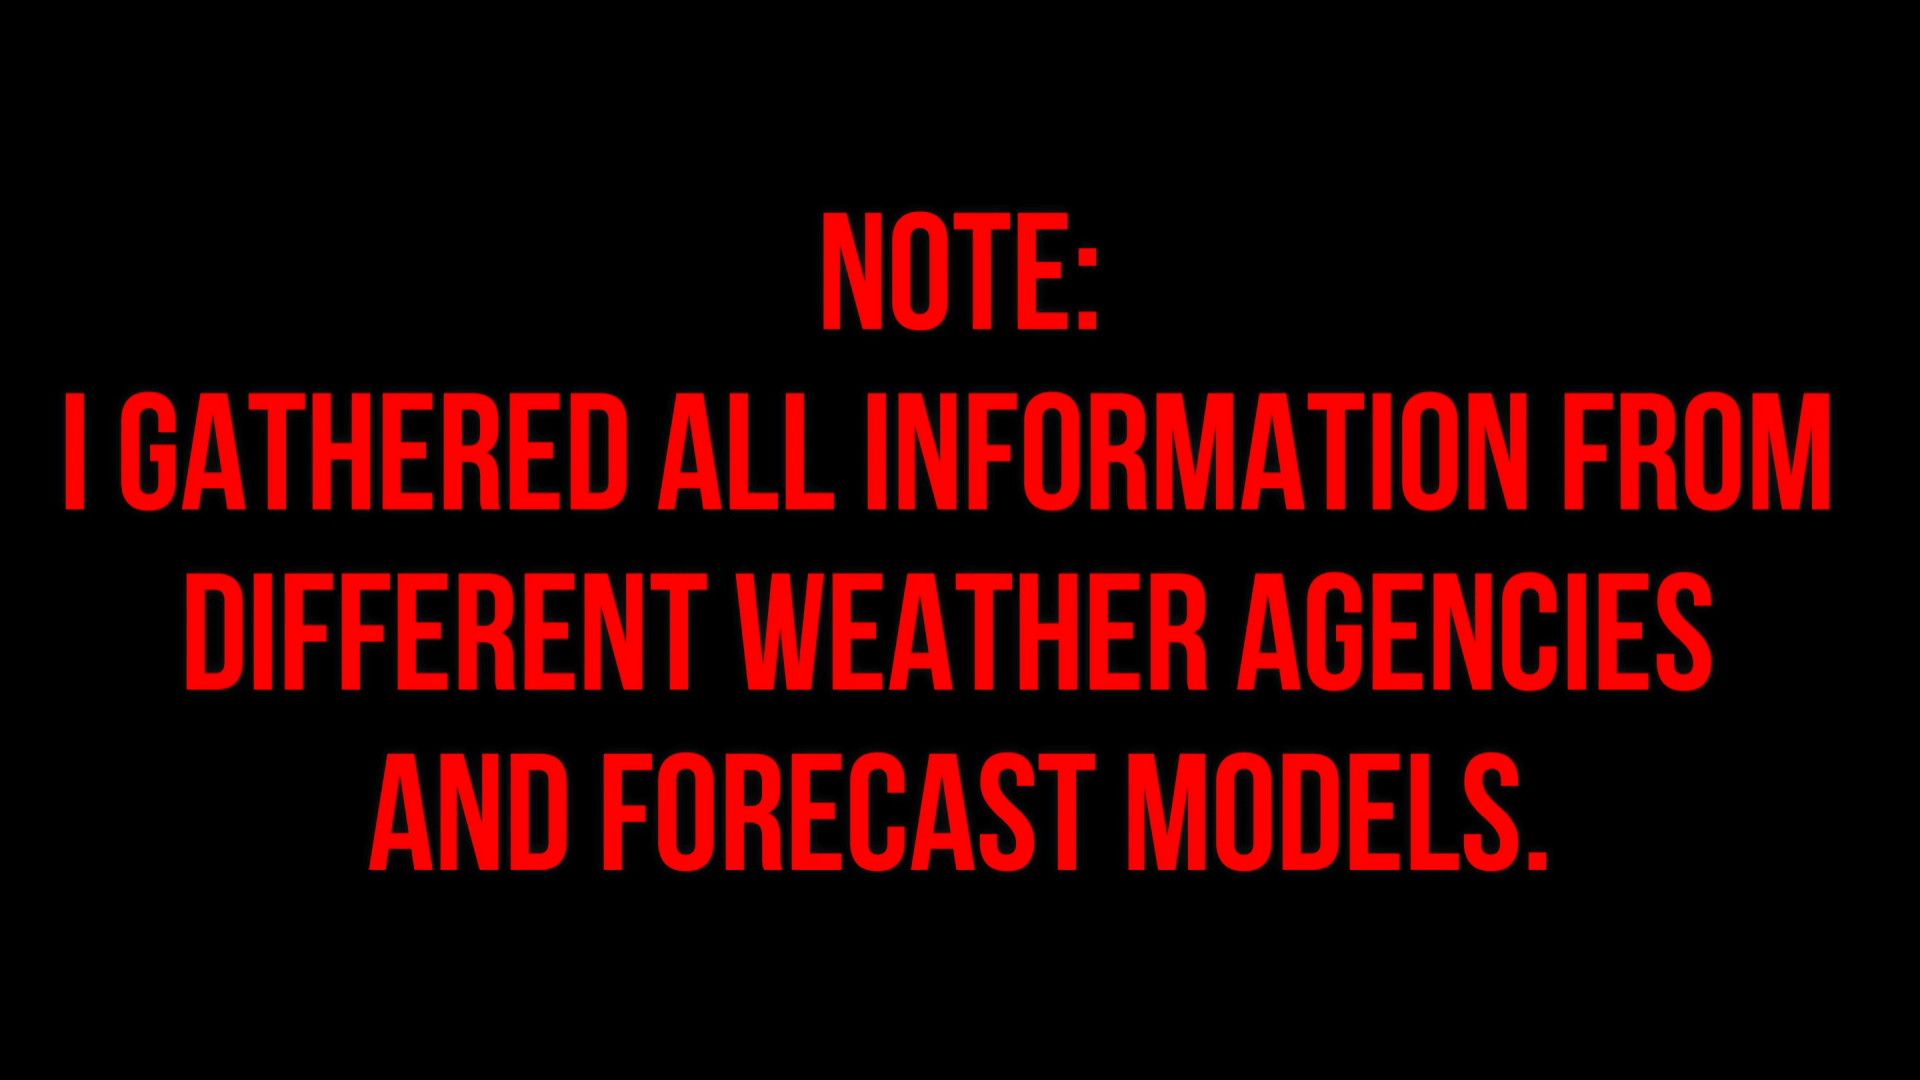 NOTE:
I GATHERED ALL INFORMATION FROM
DIFFERENT WEATHER AGENCIES
AND FORECAST MODELS.